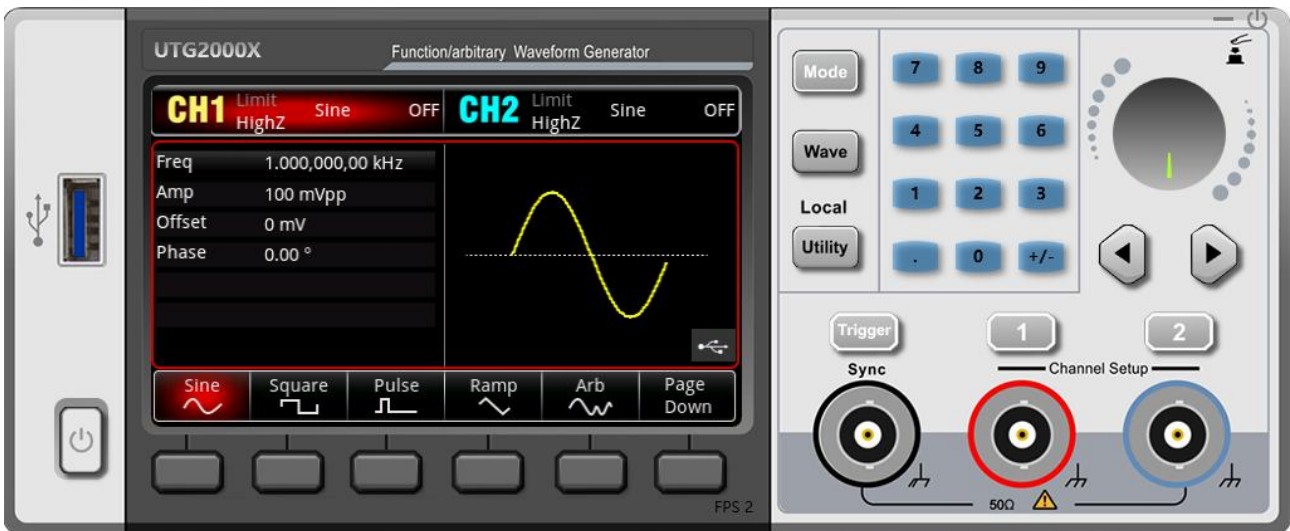 UTG2000X
Function/arbitrary Waveform Generator
CH1 Limit HighZ Sine OFF
CH2 Limit HighZ Sine OFF
Freq 1.000,000,00 kHz
Amp 100 mVpp
Offset 0 mV
Phase 0.00 °
Sine
Square
Pulse
Ramp
Arb
Page Down
FPS 2
Mode
Wave
Local
Utility
7 8 9
4 5 6
1 2 3
. 0 +/-
Trigger
1
2
Sync
Channel Setup
50Ω